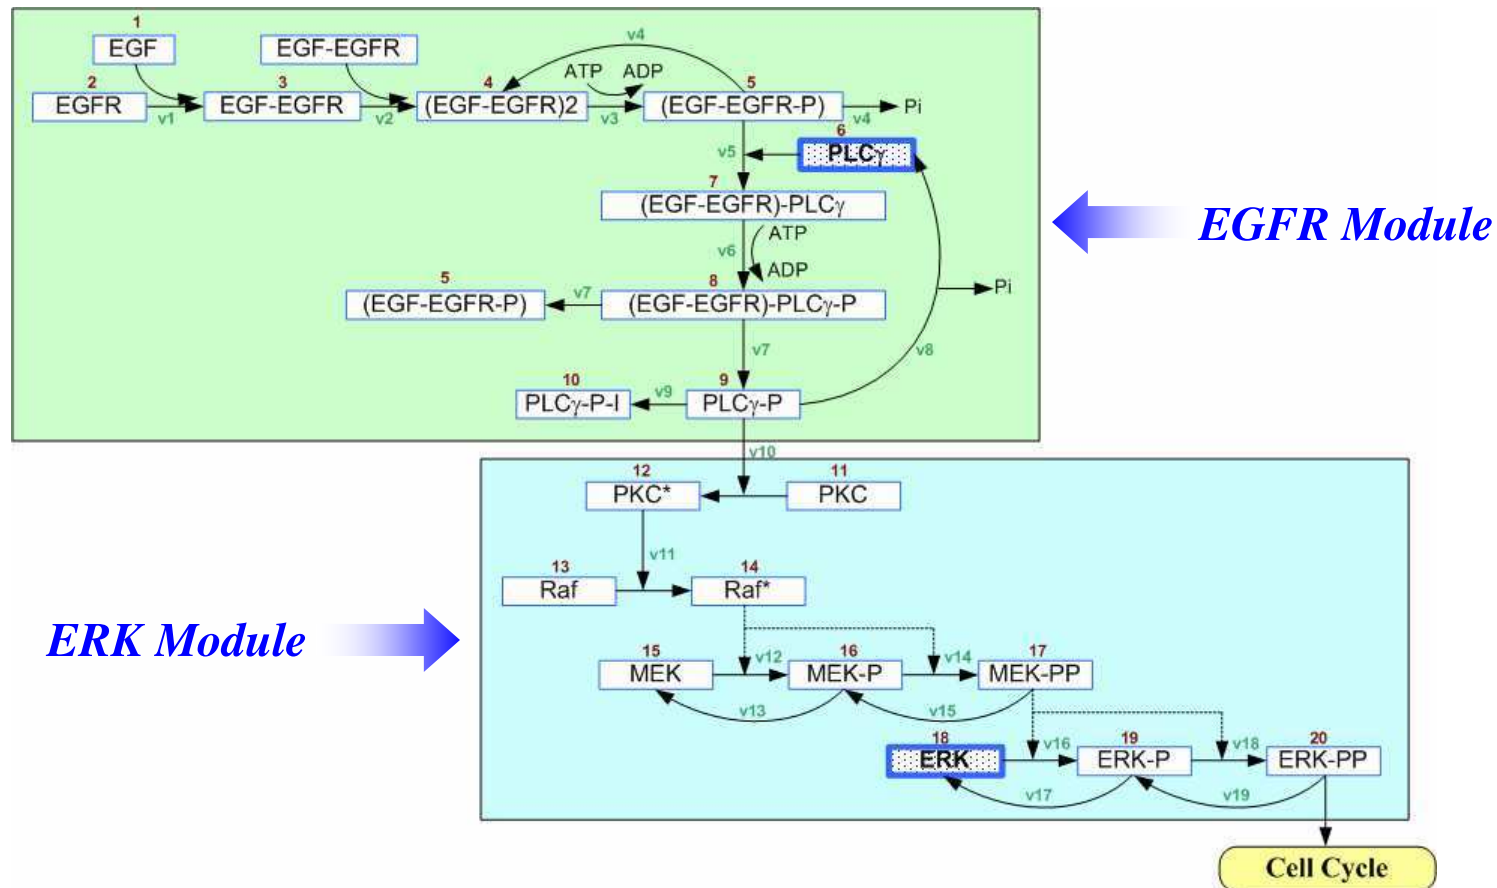 1
EGF
EGF-EGFR
v4
ATP
ADP
2
3
4
5
EGFR
v1
EGF-EGFR
v2
(EGF-EGFR)2
v3
(EGF-EGFR-P)
v4
Pi
6
v5
PLCγ
7
(EGF-EGFR)-PLCγ
EGFR Module
ATP
v6
ADP
5
8
Pi
(EGF-EGFR-P)
v7
(EGF-EGFR)-PLCγ-P
v7
v8
10
9
PLCγ-P-I
v9
PLCγ-P
v10
12
11
PKC*
PKC
v11
13
14
Raf
Raf*
ERK Module
15
v12
16
v14
17
MEK
MEK-P
MEK-PP
v13
v15
18
v16
19
v18
20
ERK
ERK-P
ERK-PP
v17
v19
Cell Cycle